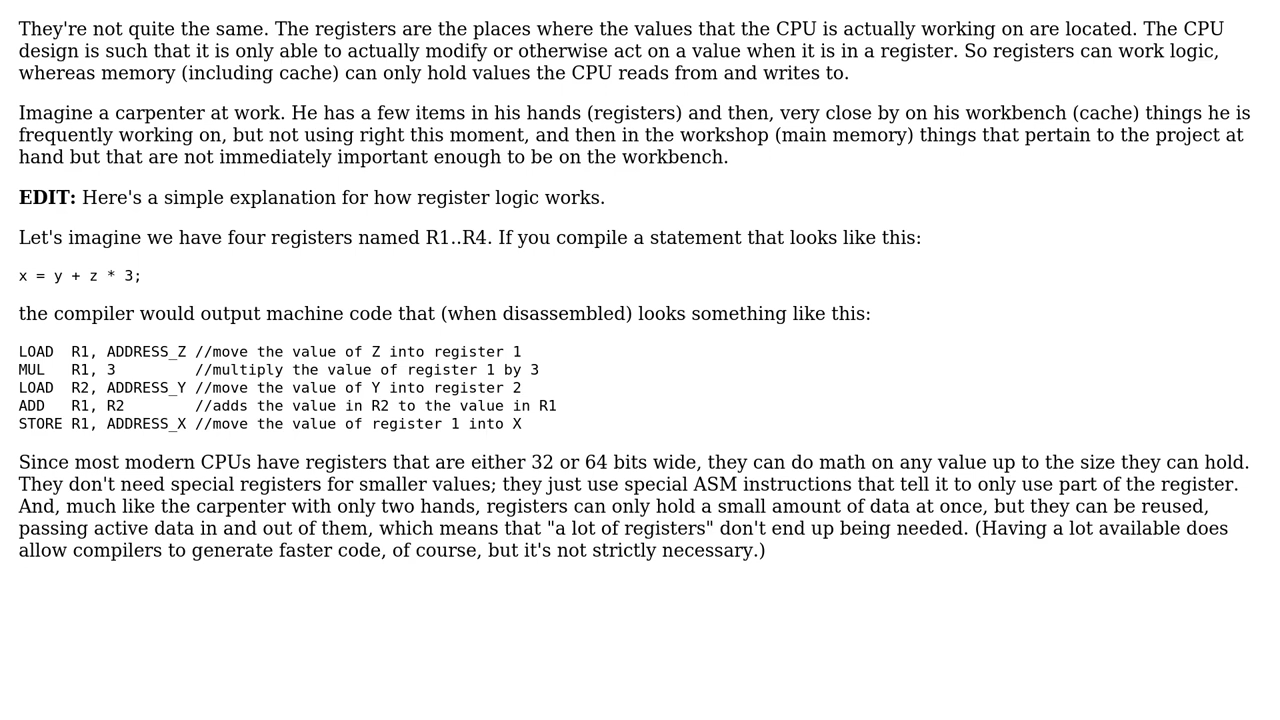 They're not quite the same. The registers are the places where the values that the CPU is actually working on are located. The CPU
design is such that it is only able to actually modify or otherwise act on a value when it is in a register. So registers can work logic,
whereas memory (including cache) can only hold values the CPU reads from and writes to.
Imagine a carpenter at work. He has a few items in his hands (registers) and then, very close by on his workbench (cache) things he is
frequently working on, but not using right this moment, and then in the workshop (main memory) things that pertain to the project at
hand but that are not immediately important enough to be on the workbench.
EDIT: Here's a simple explanation for how register logic works.
Let's imagine we have four registers named R1..R4. If you compile a statement that looks like this:
x = y + z * 3;
the compiler would output machine code that (when disassembled) looks something like this:
LOAD  R1, ADDRESS_Z //move the value of Z into register 1
MUL   R1, 3         //multiply the value of register 1 by 3
LOAD  R2, ADDRESS_Y //move the value of Y into register 2
ADD   R1, R2        //adds the value in R2 to the value in R1
STORE R1, ADDRESS_X //move the value of register 1 into X
Since most modern CPUs have registers that are either 32 or 64 bits wide, they can do math on any value up to the size they can hold.
They don't need special registers for smaller values; they just use special ASM instructions that tell it to only use part of the register.
And, much like the carpenter with only two hands, registers can only hold a small amount of data at once, but they can be reused,
passing active data in and out of them, which means that "a lot of registers" don't end up being needed. (Having a lot available does
allow compilers to generate faster code, of course, but it's not strictly necessary.)